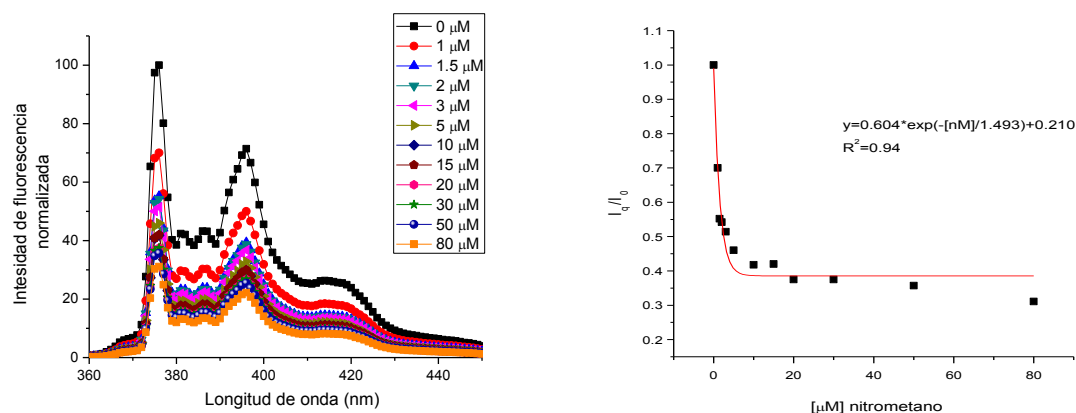 0 µM
1 µM
1.5 µM
2 µM
3 µM
5 µM
10 µM
15 µM
20 µM
30 µM
50 µM
80 µM
100
80
60
40
20
0
360
380
400
420
440
Intesidad de fluorescencia
normalizada
Longitud de onda (nm)
1.0
0.9
0.8
0.7
0.6
0.5
0.4
0.3
0.2
0
20
40
60
80
Iq/I0
y=0.604*exp(-[nM]/1.493)+0.210
R²=0.94
[µM] nitrometano